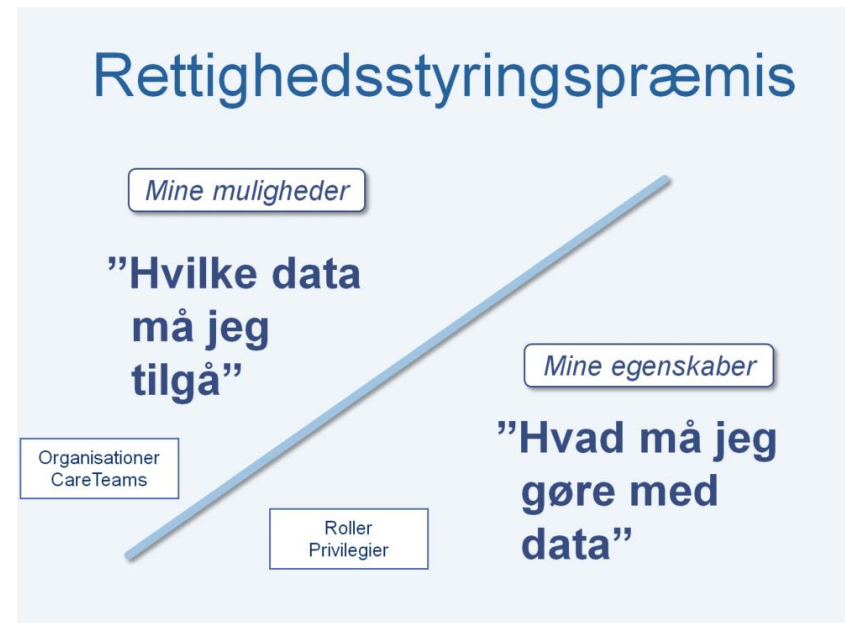 Rettighedsstyringspræmis
Mine muligheder
”Hvilke data
må jeg
tilgå”
Organisationer
CareTeams
Mine egenskaber
”Hvad må jeg
gøre med
data”
Roller
Privilegier